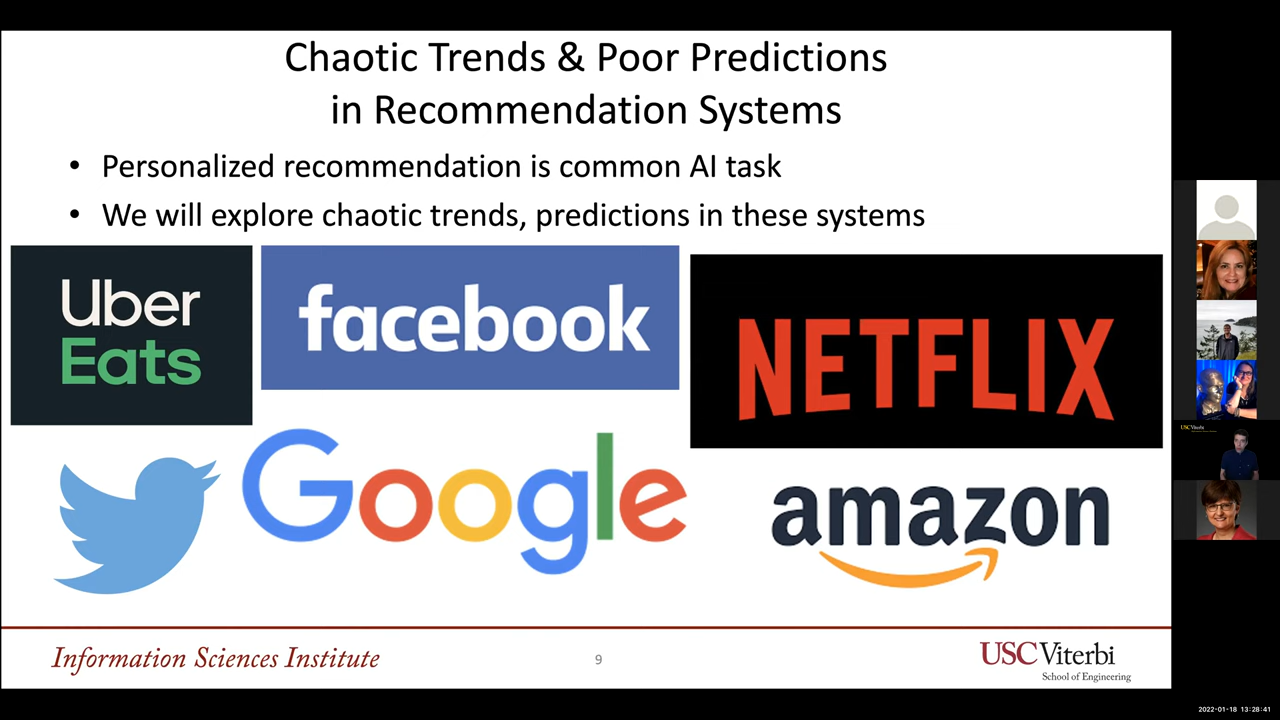 Chaotic Trends & Poor Predictions
in Recommendation Systems
• Personalized recommendation is common AI task
• We will explore chaotic trends, predictions in these systems
Uber
Eats
facebook
NETFLIX
Google
amazon
Information Sciences Institute
9
USC Viterbi
School of Engineering
USC Viterbi
2022-01-18 13:28:41